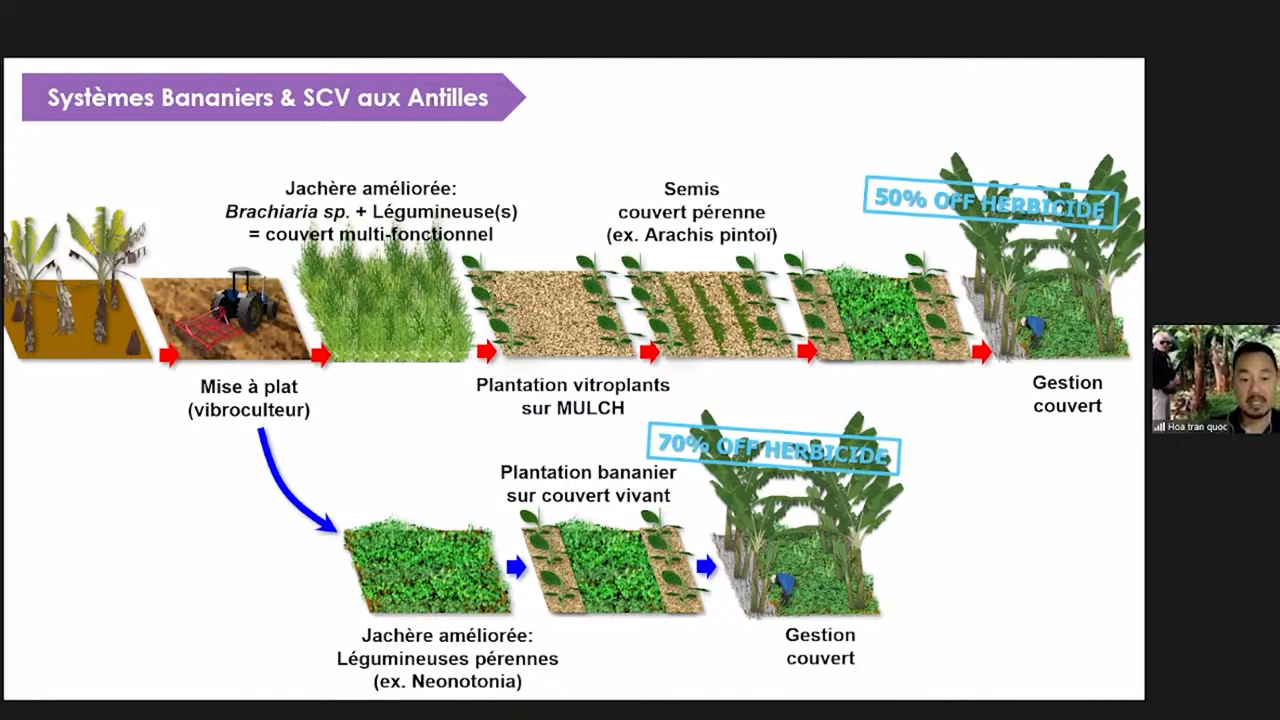 Systèmes Bananiers & SCV aux Antilles
Jachère améliorée:
Brachiaria sp. + Légumineuse(s)
= couvert multi-fonctionnel
Semis
couvert pérenne
(ex. Arachis pintoï)
50% OFF HERBICIDE
Mise à plat
(vibroculteur)
Plantation vitroplants
sur MULCH
Gestion
couvert
70% OFF HERBICIDE
Plantation bananier
sur couvert vivant
Jachère améliorée:
Légumineuses pérennes
(ex. Neonotonia)
Gestion
couvert
Hoa tran quoc